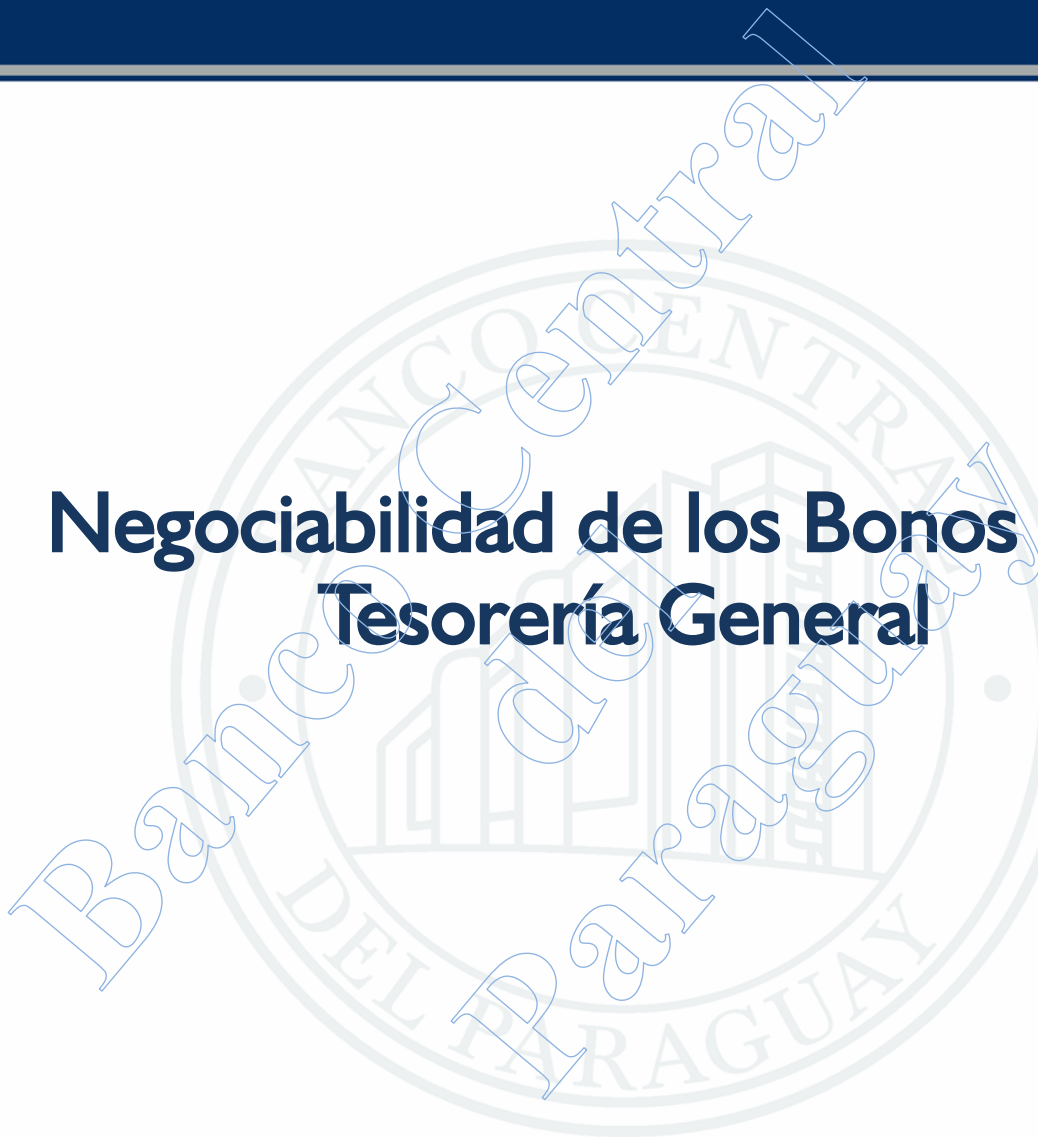 Negociabilidad de los Bonos
Tesorería General
Banco Central
del
Paraguay
BANCO CENTRAL
DEL PARAGUAY